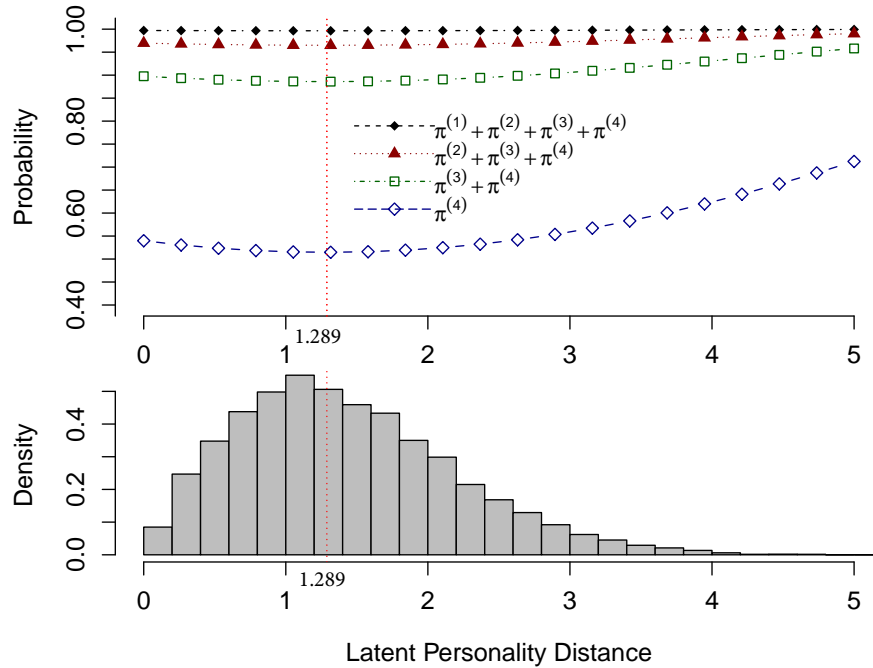 1.00
0.80
0.60
0.40
Probability
π(1) + π(2) + π(3) + π(4)
π(2) + π(3) + π(4)
π(3) + π(4)
π(4)
1.289
0 1 2 3 4 5
0.4
0.2
0.0
Density
1.289
0 1 2 3 4 5
Latent Personality Distance